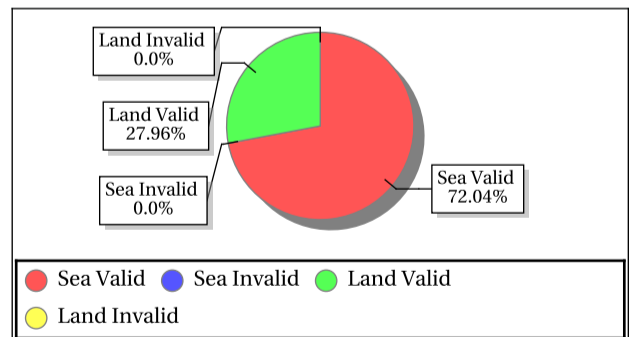 Land Invalid
0.0%
Land Valid
27.96%
Sea Invalid
0.0%
Sea Valid
72.04%
Sea Valid Sea Invalid Land Valid
Land Invalid